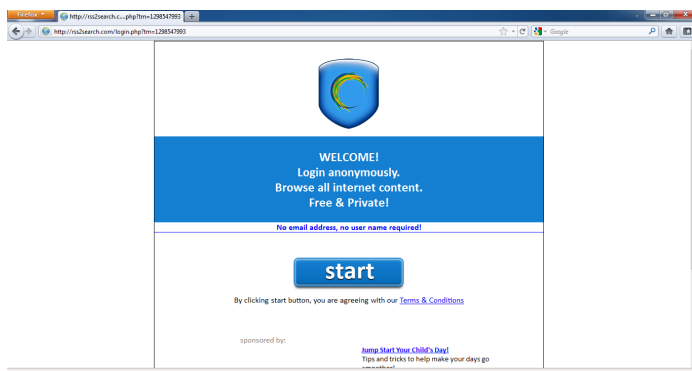 Firefox
http://rss2search.c....php?tm=1298547993
http://rss2search.com/login.php?tm=1298547993
Google
WELCOME!
Login anonymously.
Browse all internet content.
Free & Private!
No email address, no user name required!
start
By clicking start button, you are agreeing with our Terms & Conditions
sponsored by:
Jump Start Your Child's Day!
Tips and tricks to help make your days go
smoother!